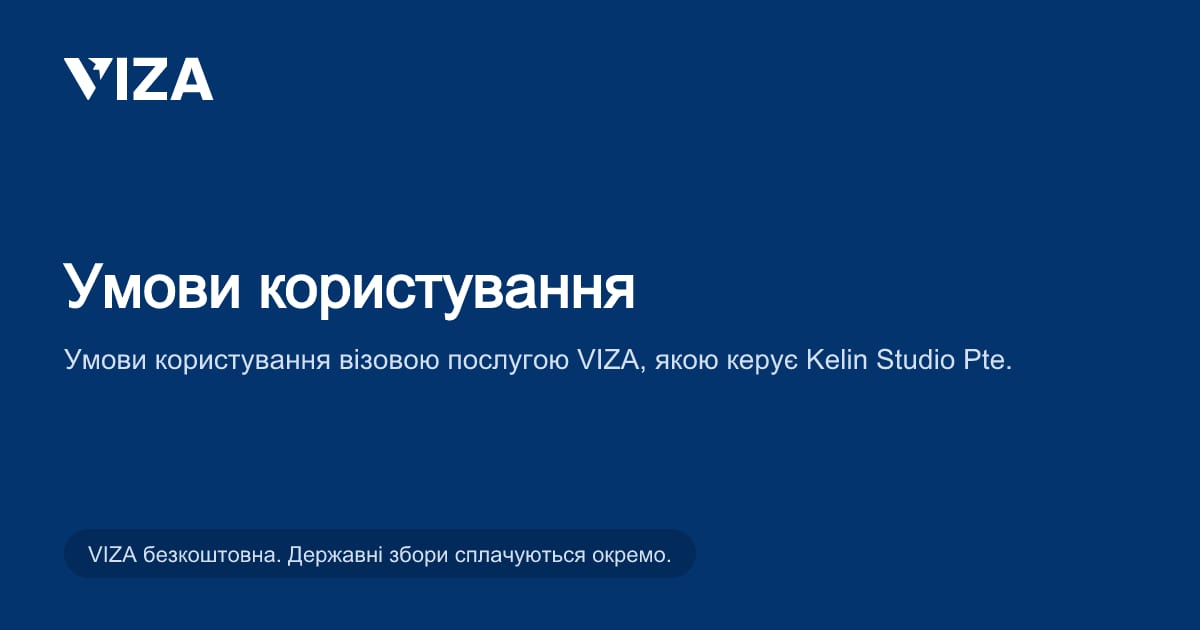 VIZA
Умови користування
Умови користування візовою послугою VIZA, якою керує Kelin Studio Pte.
VIZA безкоштовна. Державні збори сплачуються окремо.